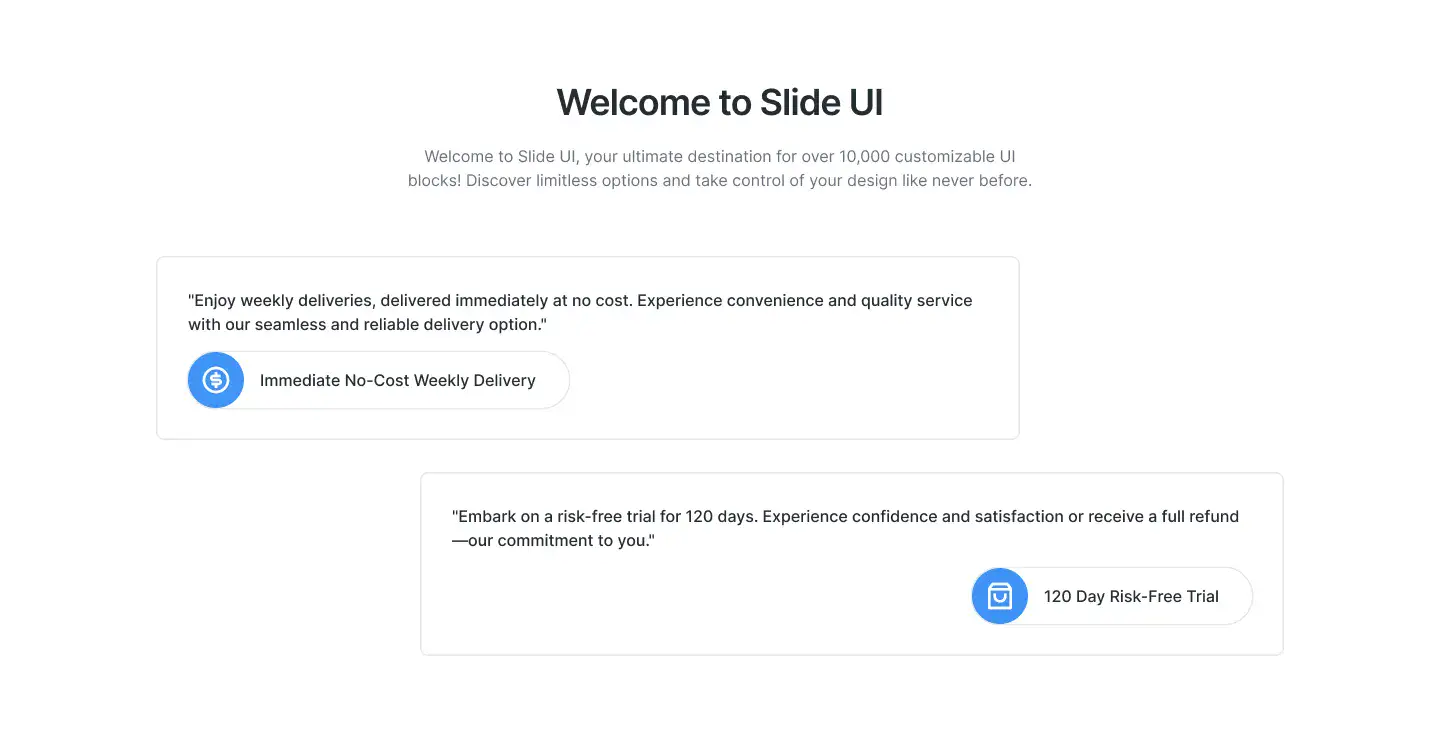 Welcome to Slide UI
Welcome to Slide UI, your ultimate destination for over 10,000 customizable UI
blocks! Discover limitless options and take control of your design like never before.
"Enjoy weekly deliveries, delivered immediately at no cost. Experience convenience and quality service
with our seamless and reliable delivery option."
Immediate No-Cost Weekly Delivery
"Embark on a risk-free trial for 120 days. Experience confidence and satisfaction or receive a full refund
—our commitment to you."
120 Day Risk-Free Trial